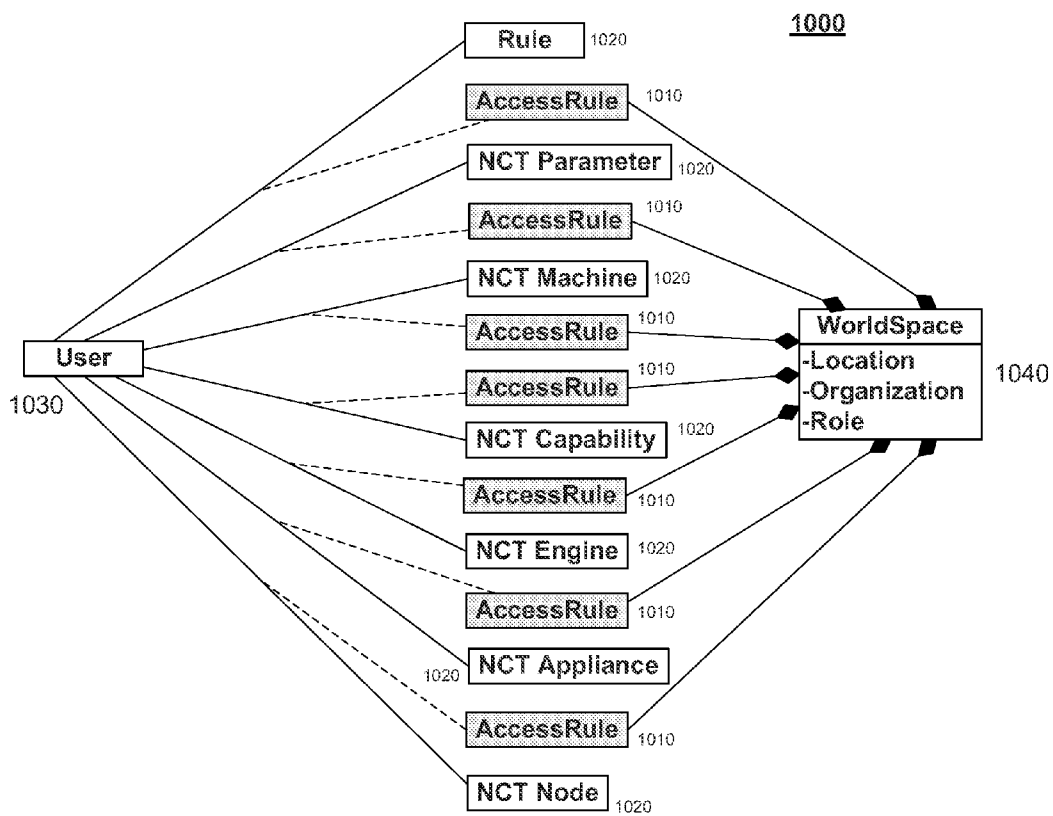 1000
Rule 1020
AccessRule 1010
NCT Parameter 1020
AccessRule 1010
NCT Machine 1020
AccessRule 1010
WorldSpace
User
1030
-Location
-Organization
-Role
1040
AccessRule 1010
NCT Capability 1020
AccessRule 1010
NCT Engine 1020
AccessRule 1010
1020 NCT Appliance
AccessRule 1010
NCT Node 1020